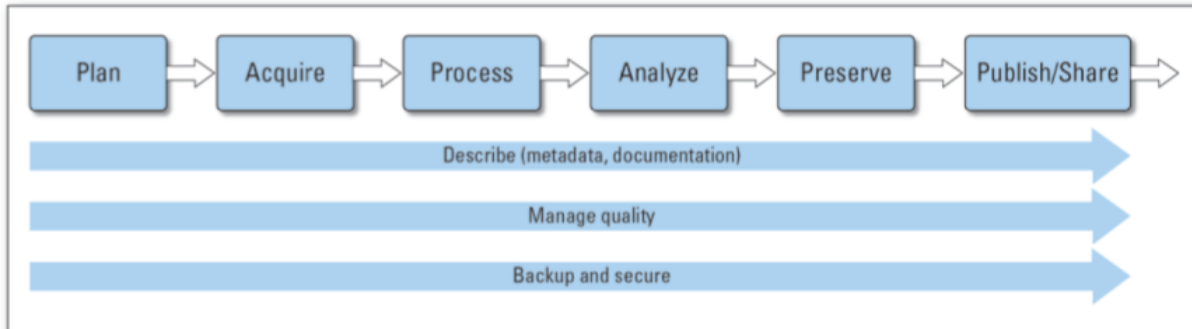 Plan
Acquire
Process
Analyze
Preserve
Publish/Share
Describe (metadata, documentation)
Manage quality
Backup and secure